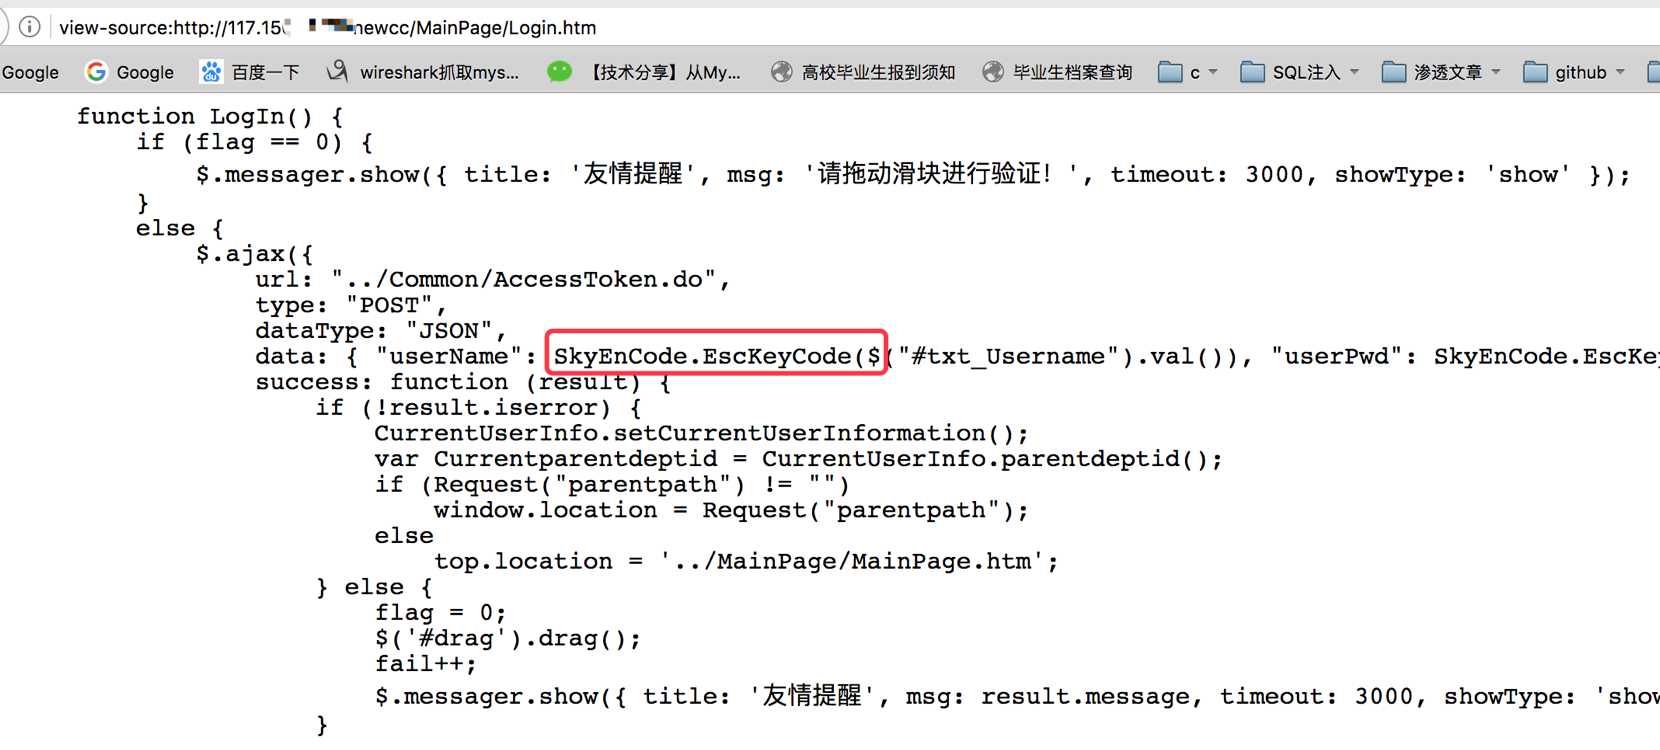 view-source:http://117.15 newcc/MainPage/Login.htm
Google Google 百度一下 wireshark抓取mys... 【技术分享】从My... 高校毕业生报到须知 毕业生档案查询 c SQL注入 渗透文章 github
function LogIn() {
if (flag == 0) {
$.messager.show({ title: '友情提醒', msg: '请拖动滑块进行验证！', timeout: 3000, showType: 'show' });
}
else {
$.ajax({
url: "../Common/AccessToken.do",
type: "POST",
dataType: "JSON",
data: { "userName": SkyEnCode.EscKeyCode($("#txt_Username").val()), "userPwd": SkyEnCode.EscKey
success: function (result) {
if (!result.iserror) {
CurrentUserInfo.setCurrentUserInformation();
var Currentparentdeptid = CurrentUserInfo.parentdeptid();
if (Request("parentpath") != "")
window.location = Request("parentpath");
else
top.location = '../MainPage/MainPage.htm';
} else {
flag = 0;
$('#drag').drag();
fail++;
$.messager.show({ title: '友情提醒', msg: result.message, timeout: 3000, showType: 'show
}